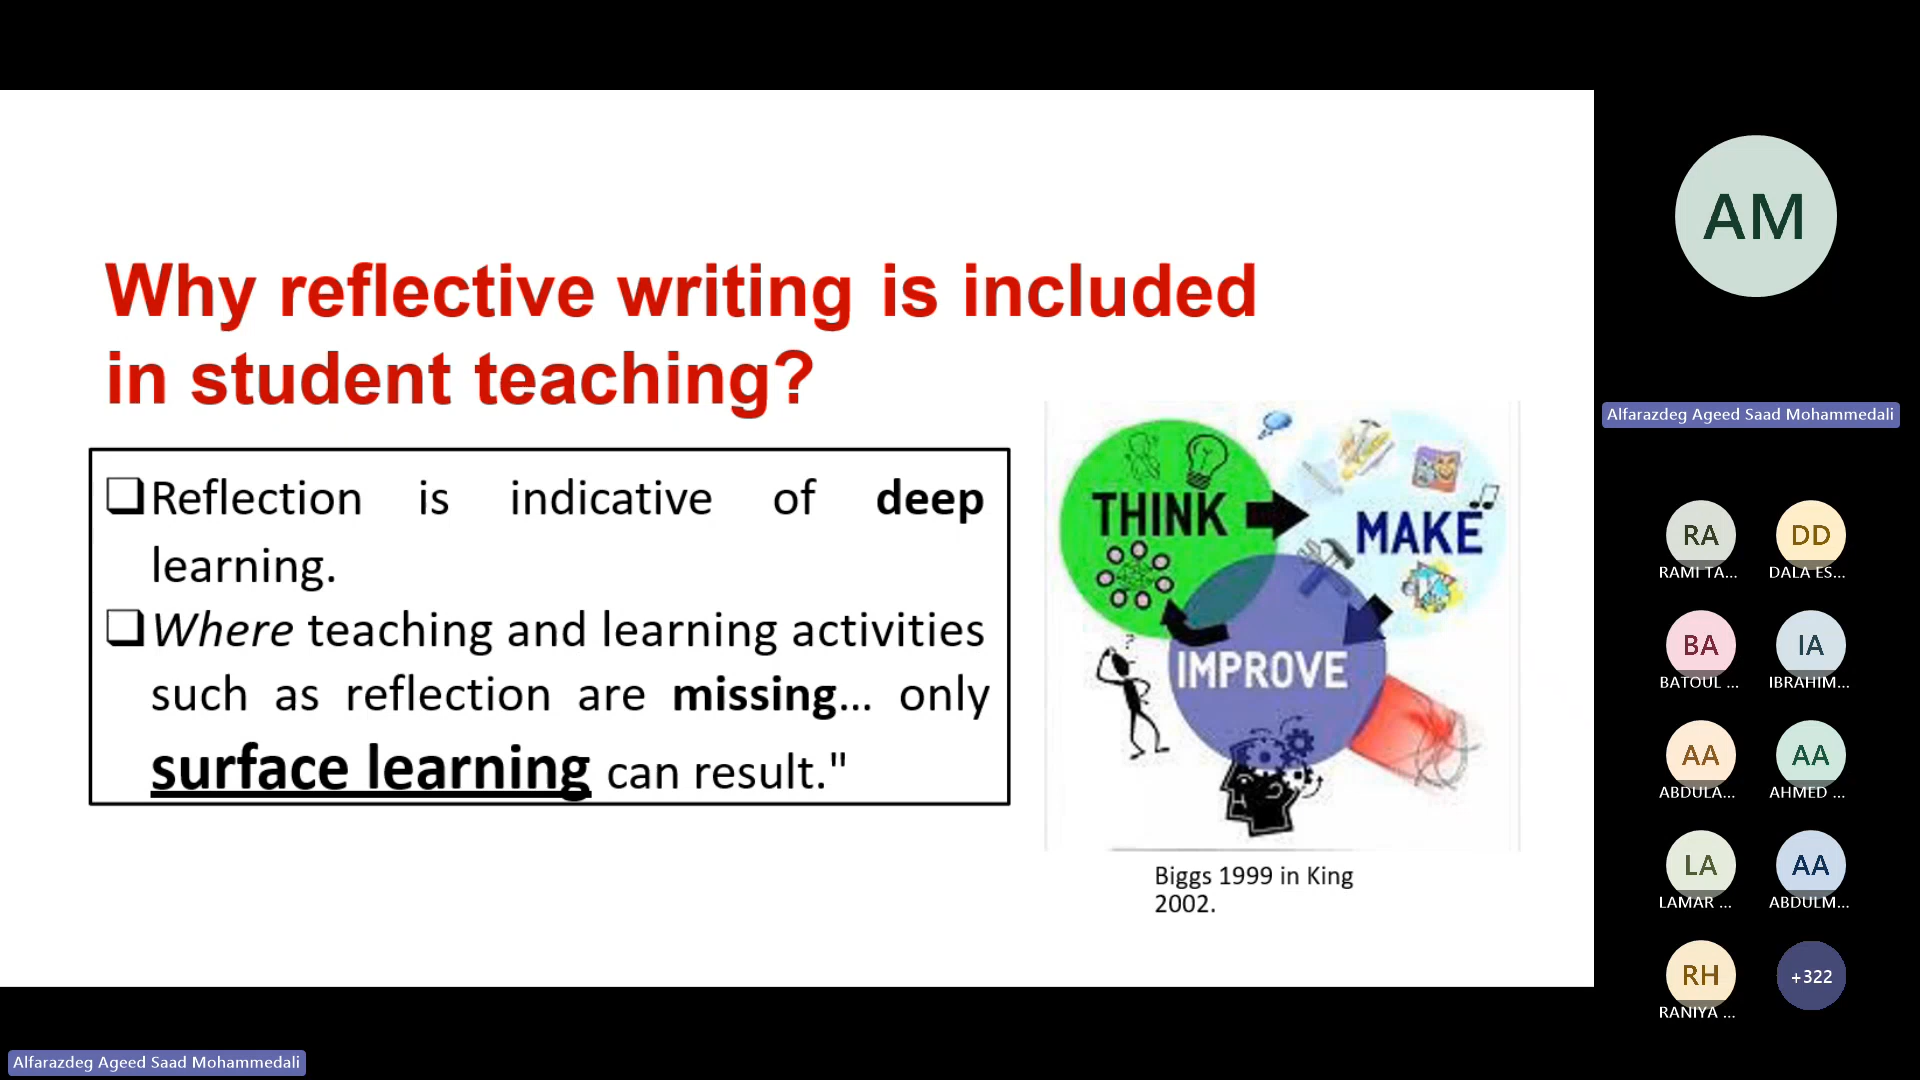 Why reflective writing is included
in student teaching?
❑Reflection is indicative of deep
learning.
❑Where teaching and learning activities
such as reflection are missing... only
surface learning can result."
THINK
MAKE
IMPROVE
?
Biggs 1999 in King
2002.
AM
Alfarazdeg Ageed Saad Mohammedali
RA
RAMI TA...
DD
DALA ES...
BA
BATOUL ...
IA
IBRAHIM...
AA
ABDULA...
AA
AHMED ...
LA
LAMAR ...
AA
ABDULM...
RH
RANIYA ...
+322
Alfarazdeg Ageed Saad Mohammedali